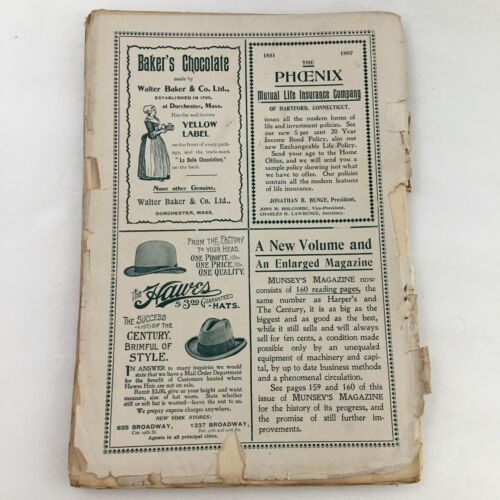 Baker's Chocolate
made by
Walter Baker & Co. Ltd.,
ESTABLISHED IN 1780,
at Dorchester, Mass.
Has the well-known
YELLOW
LABEL
on the front of every pack-
age, and the trade-mark
"La Belle Chocolatiere,"
on the back.
None other Genuine.
Walter Baker & Co. Ltd.,
DORCHESTER, MASS.
1851 1897
THE
PHŒNIX
Mutual Life Insurance Company
OF HARTFORD, CONNECTICUT,
issues all the modern forms of
life and investment policies. See
our new 5 per cent 20 Year
Income Bond Policy, also our
new Exchangeable Life Policy.
Send your age to the Home
Office, and we will send you a
sample policy showing just what
we have to offer. Our policies
contain all the modern features
of life insurance.
JONATHAN B. BUNCE, President.
JOHN M. HOLCOMBE, Vice-President.
CHARLES H. LAWRENCE, Secretary.
FROM THE FACTORY
TO YOUR HEAD.
ONE PROFIT,
ONE PRICE,
ONE QUALITY.
The Hawes
$3.00 GUARANTEED
HATS.
THE SUCCESS
OF THE
CENTURY,
BRIMFUL OF
STYLE.
IN ANSWER to many inquiries we would
state that we have a Mail Order Department
for the benefit of Customers located where
Hawes Hats are not on sale.
Remit $3.00, give us your height and waist
measure, size of hat worn. State whether
stiff or soft hat is wanted—leave the rest to us.
We prepay express charges anywhere.
NEW YORK STORES:
835 BROADWAY, 1237 BROADWAY,
Cor. 13th St.
Agents in all principal cities.
A New Volume and
An Enlarged Magazine
MUNSEY'S MAGAZINE now
consists of 160 reading pages, the
same number as Harper's and
The Century, it is as big as the
biggest and as good as the best,
while it still sells and will always
sell for ten cents, a condition made
possible only by an unequaled
equipment of machinery and capi-
tal, by up to date business methods
and a phenomenal circulation.
See pages 159 and 160 of this
issue of MUNSEY'S MAGAZINE
for the history of its progress, and
the promise of still further im-
provements.